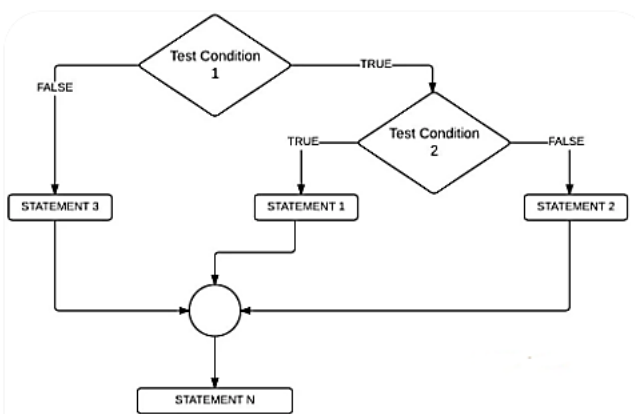 Test Condition
1
TRUE
FALSE
Test Condition
2
TRUE
FALSE
STATEMENT 3
STATEMENT 1
STATEMENT 2
STATEMENT N